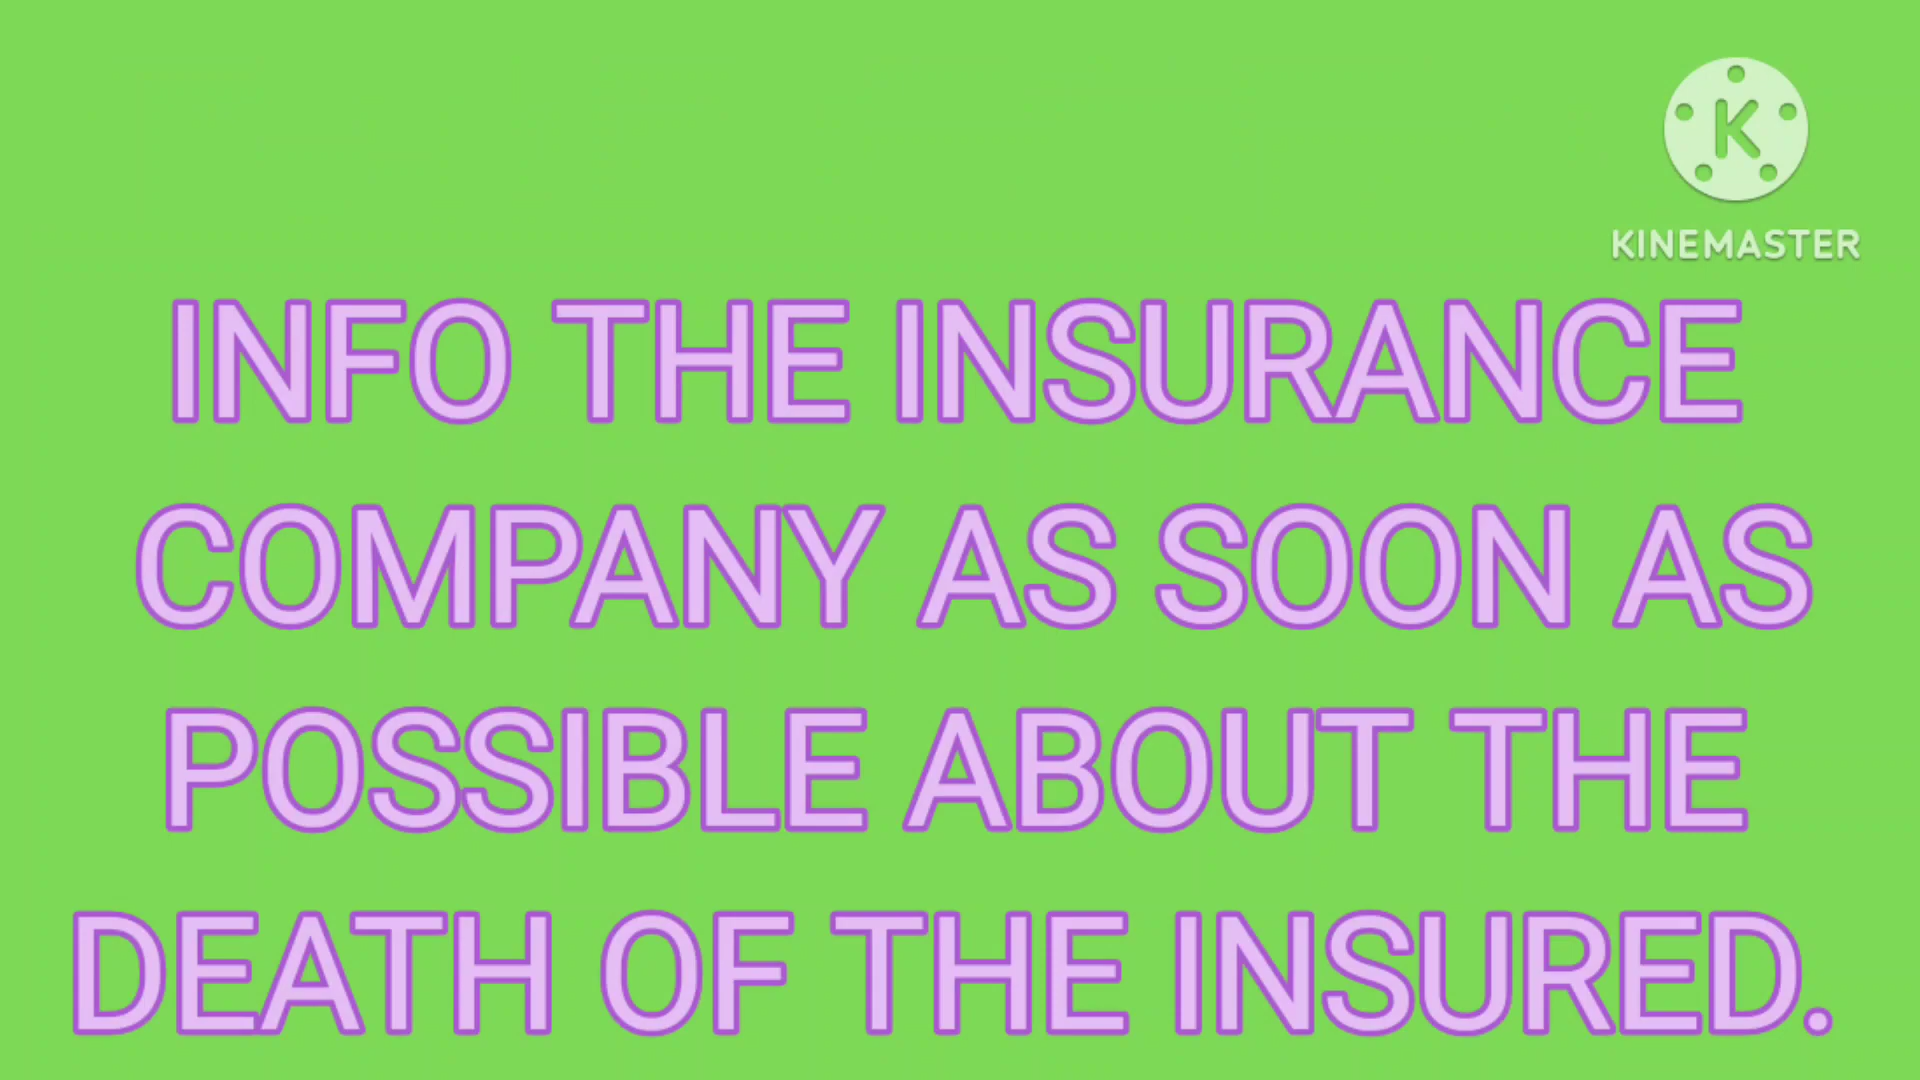 K
KINEMASTER
INFO THE INSURANCE
COMPANY AS SOON AS
POSSIBLE ABOUT THE
DEATH OF THE INSURED.